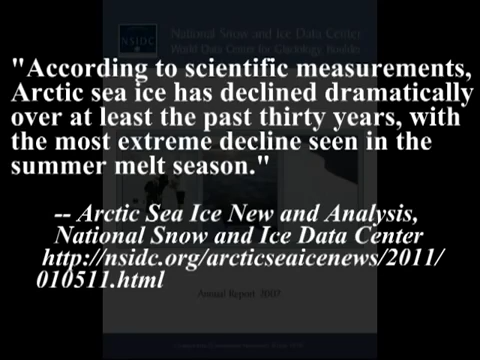 National Snow and Ice Data Center
World Data Center for Glaciology, Boulder
NSIDC
"According to scientific measurements,
Arctic sea ice has declined dramatically
over at least the past thirty years, with
the most extreme decline seen in the
summer melt season."
-- Arctic Sea Ice New and Analysis,
National Snow and Ice Data Center
http://nsidc.org/arcticseaicenews/2011/
010511.html
Annual Report 2007